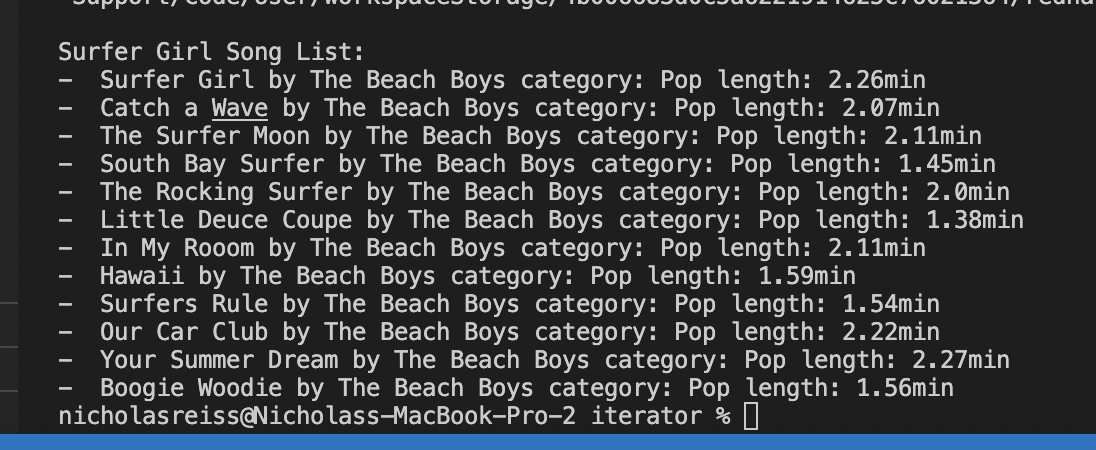 Surfer Girl Song List:
-  Surfer Girl by The Beach Boys category: Pop length: 2.26min
-  Catch a Wave by The Beach Boys category: Pop length: 2.07min
-  The Surfer Moon by The Beach Boys category: Pop length: 2.11min
-  South Bay Surfer by The Beach Boys category: Pop length: 1.45min
-  The Rocking Surfer by The Beach Boys category: Pop length: 2.0min
-  Little Deuce Coupe by The Beach Boys category: Pop length: 1.38min
-  In My Rooom by The Beach Boys category: Pop length: 2.11min
-  Hawaii by The Beach Boys category: Pop length: 1.59min
-  Surfers Rule by The Beach Boys category: Pop length: 1.54min
-  Our Car Club by The Beach Boys category: Pop length: 2.22min
-  Your Summer Dream by The Beach Boys category: Pop length: 2.27min
-  Boogie Woodie by The Beach Boys category: Pop length: 1.56min
nicholasreiss@Nicholass-MacBook-Pro-2 iterator %